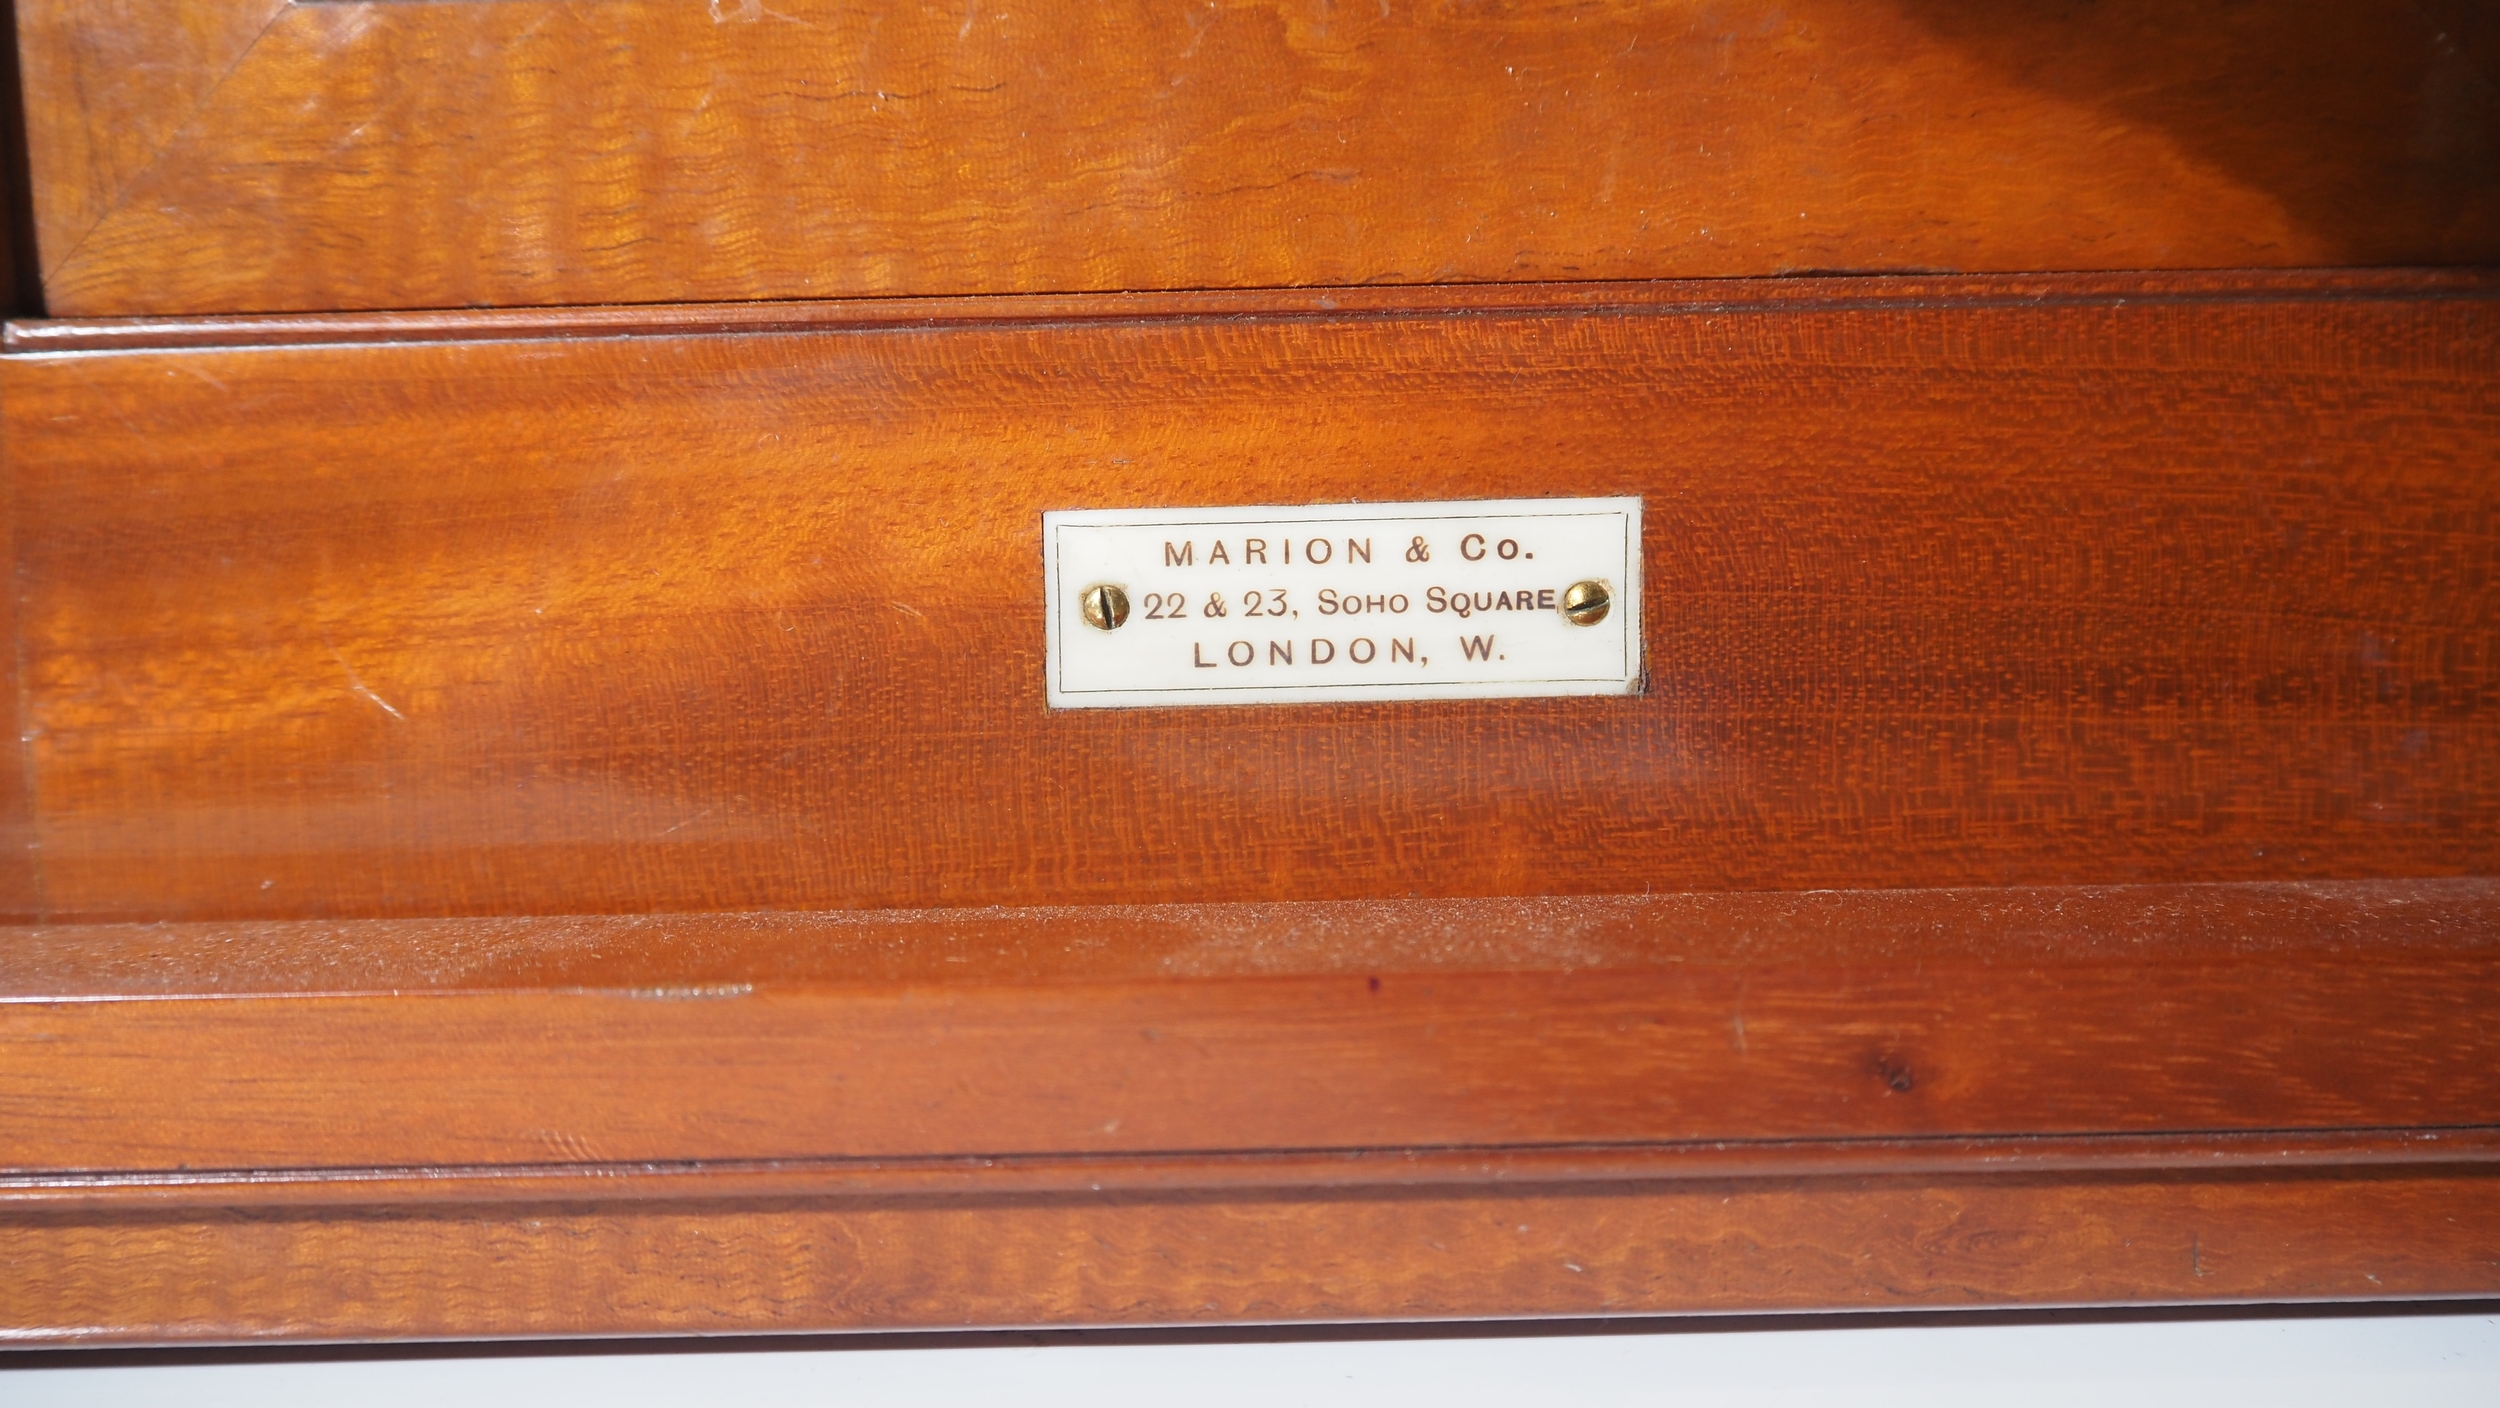 MARION & Co.
22 & 23, SOHO SQUARE
LONDON, W.